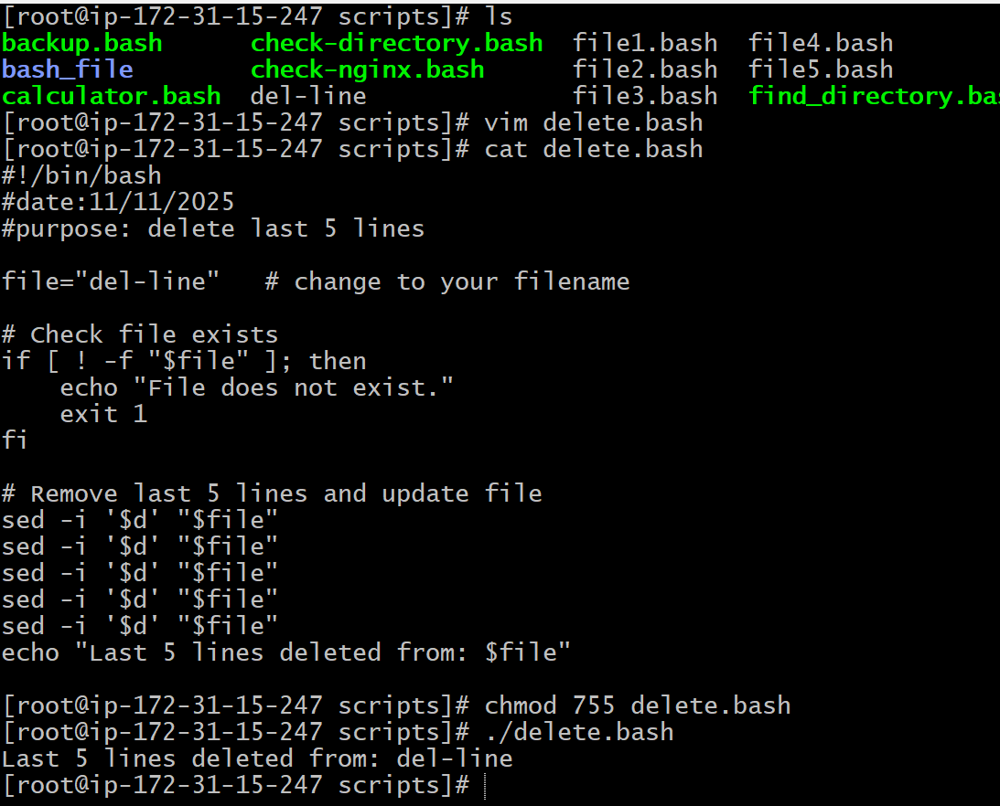 [root@ip-172-31-15-247 scripts]# ls
backup.bash      check-directory.bash  file1.bash  file4.bash
bash_file        check-nginx.bash      file2.bash  file5.bash
calculator.bash  del-line              file3.bash  find_directory.bas
[root@ip-172-31-15-247 scripts]# vim delete.bash
[root@ip-172-31-15-247 scripts]# cat delete.bash
#!/bin/bash
#date:11/11/2025
#purpose: delete last 5 lines

file="del-line"   # change to your filename

# Check file exists
if [ ! -f "$file" ]; then
    echo "File does not exist."
    exit 1
fi

# Remove last 5 lines and update file
sed -i '$d' "$file"
sed -i '$d' "$file"
sed -i '$d' "$file"
sed -i '$d' "$file"
sed -i '$d' "$file"
echo "Last 5 lines deleted from: $file"

[root@ip-172-31-15-247 scripts]# chmod 755 delete.bash
[root@ip-172-31-15-247 scripts]# ./delete.bash
Last 5 lines deleted from: del-line
[root@ip-172-31-15-247 scripts]#